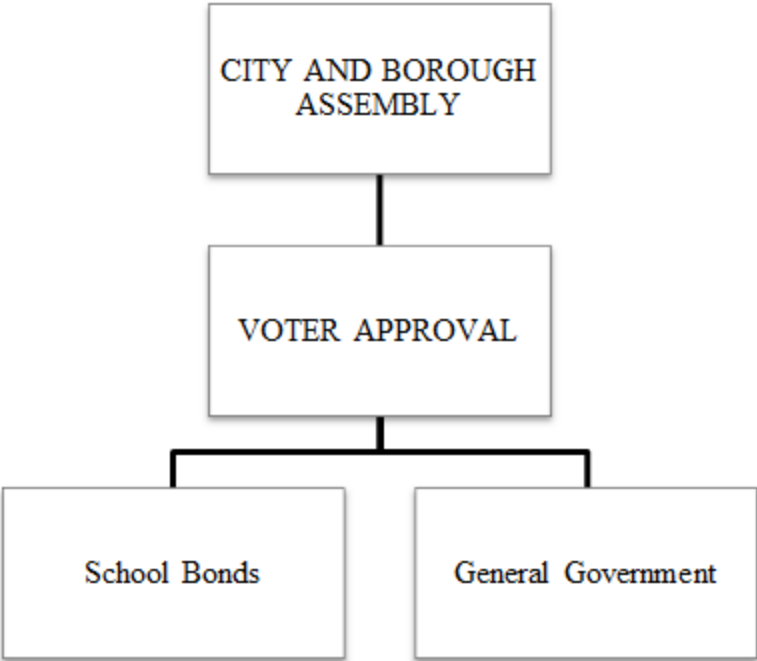 CITY AND BOROUGH
ASSEMBLY
VOTER APPROVAL
School Bonds
General Government